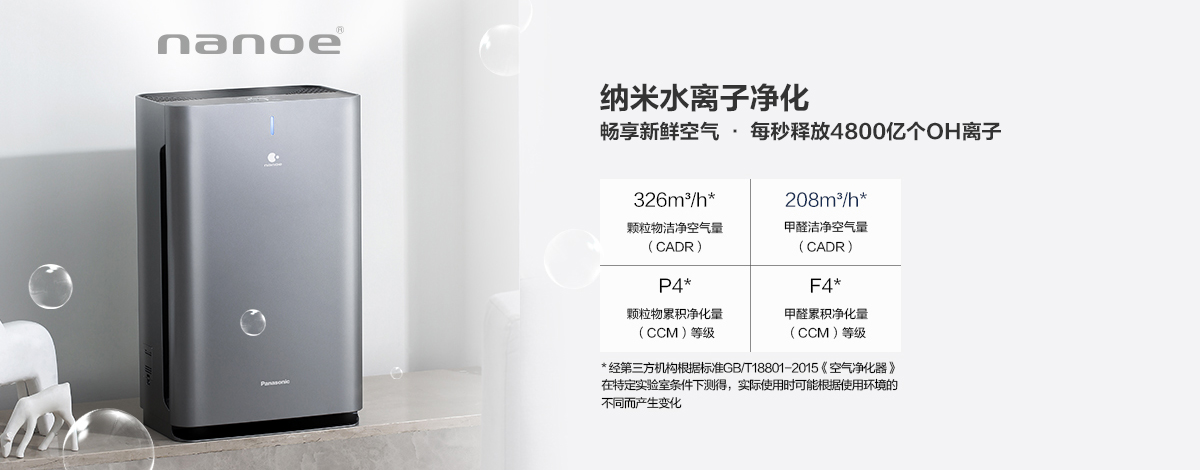 nanoe®
纳米水离子净化
畅享新鲜空气 · 每秒释放4800亿个OH离子
326m³/h*
颗粒物洁净空气量
（CADR）
208m³/h*
甲醛洁净空气量
（CADR）
P4*
颗粒物累积净化量
（CCM）等级
F4*
甲醛累积净化量
（CCM）等级
* 经第三方机构根据标准GB/T18801-2015《空气净化器》
在特定实验室条件下测得，实际使用时可能根据使用环境的
不同而产生变化
Panasonic